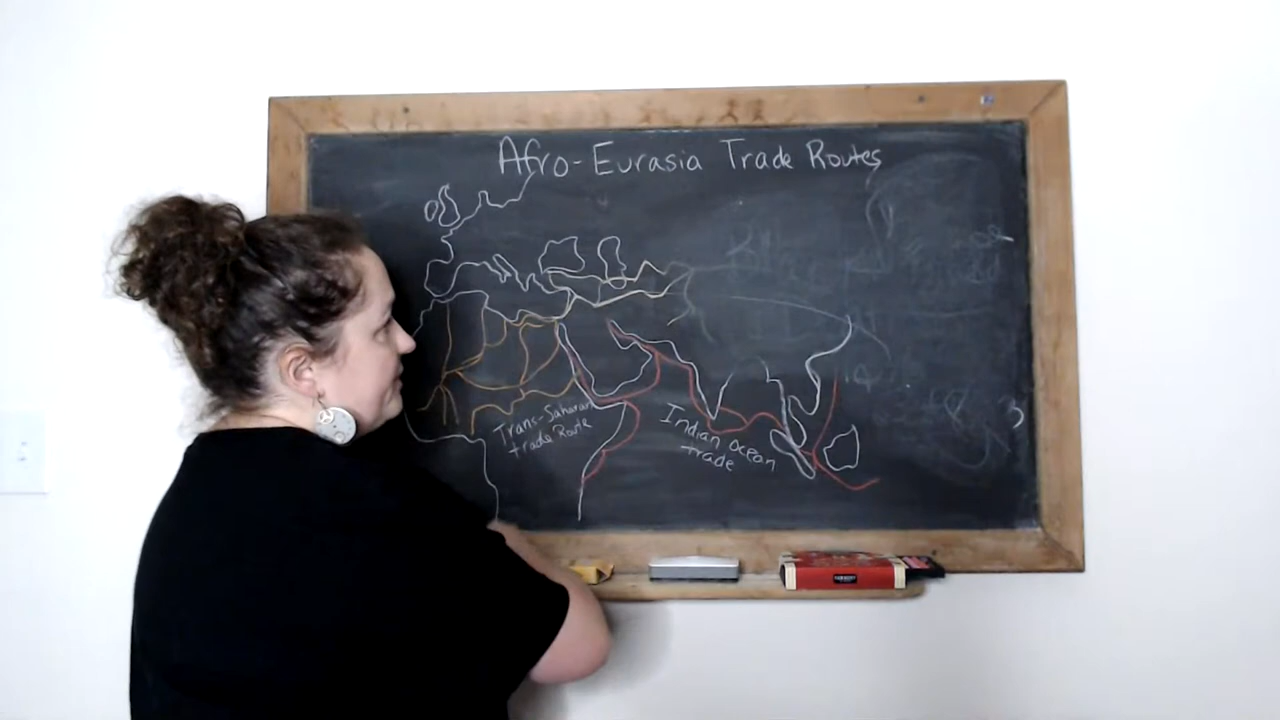 Afro-Eurasia Trade Routes
Trans-Saharan
trade Route
Indian Ocean
trade